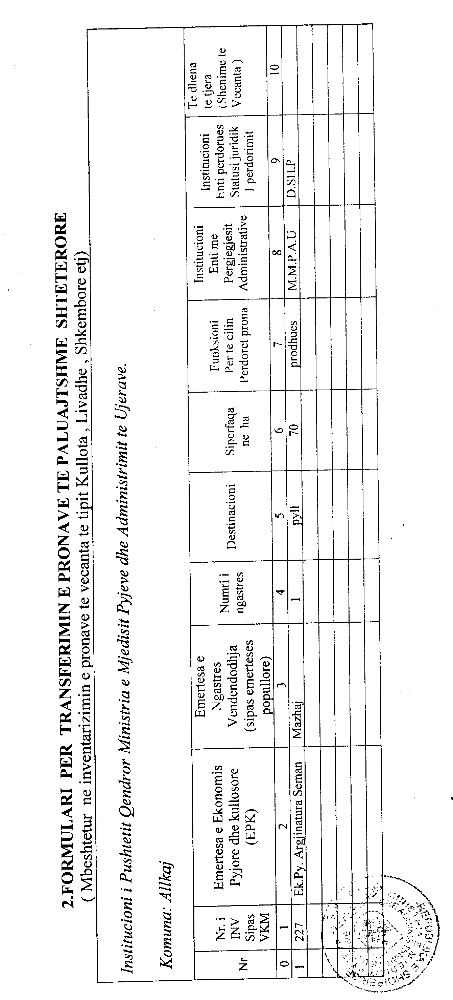 2.FORMULARI PER TRANSFERIMIN E PRONAVE TE PALUAJTSHME SHTETERORE
( Mbeshtetur ne inventarizimin e pronave te vecanta te tipit Kullota , Livadhe , Shkembore etj)
Institucioni i Pushtetit Qendror Ministria e Mjedisit Pyjeve dhe Administrimit te Ujerave.
Komuna: Allkaj
Nr
Nr. i
INV
Sipas
VKM
Emertesa e Ekonomis
Pyjore dhe kullosore
(EPK)
Emertesa e
Ngastres
Vendendodhja
(sipas emerteses
popullore)
Numri i
ngastres
Destinacioni
Siperfaqa
ne ha
Funksioni
Per te cilin
Perdoret prona
Institucioni
Enti me
Pergjegjesit
Administrative
Institucioni
Enti perdorues
Statusi juridik
I perdorimit
Te dhena
te tjera
(Shenime te
Vecanta )
0 1 2 3 4 5 6 7 8 9 10
1 227 Ek.Py. Argjinatura Seman Mazhaj 1 pyll 70 prodhues M.M.P.A.U D.SH.P
REPUBLIKA E SHQIPERISE
MINISTRIA E MJEDISIT